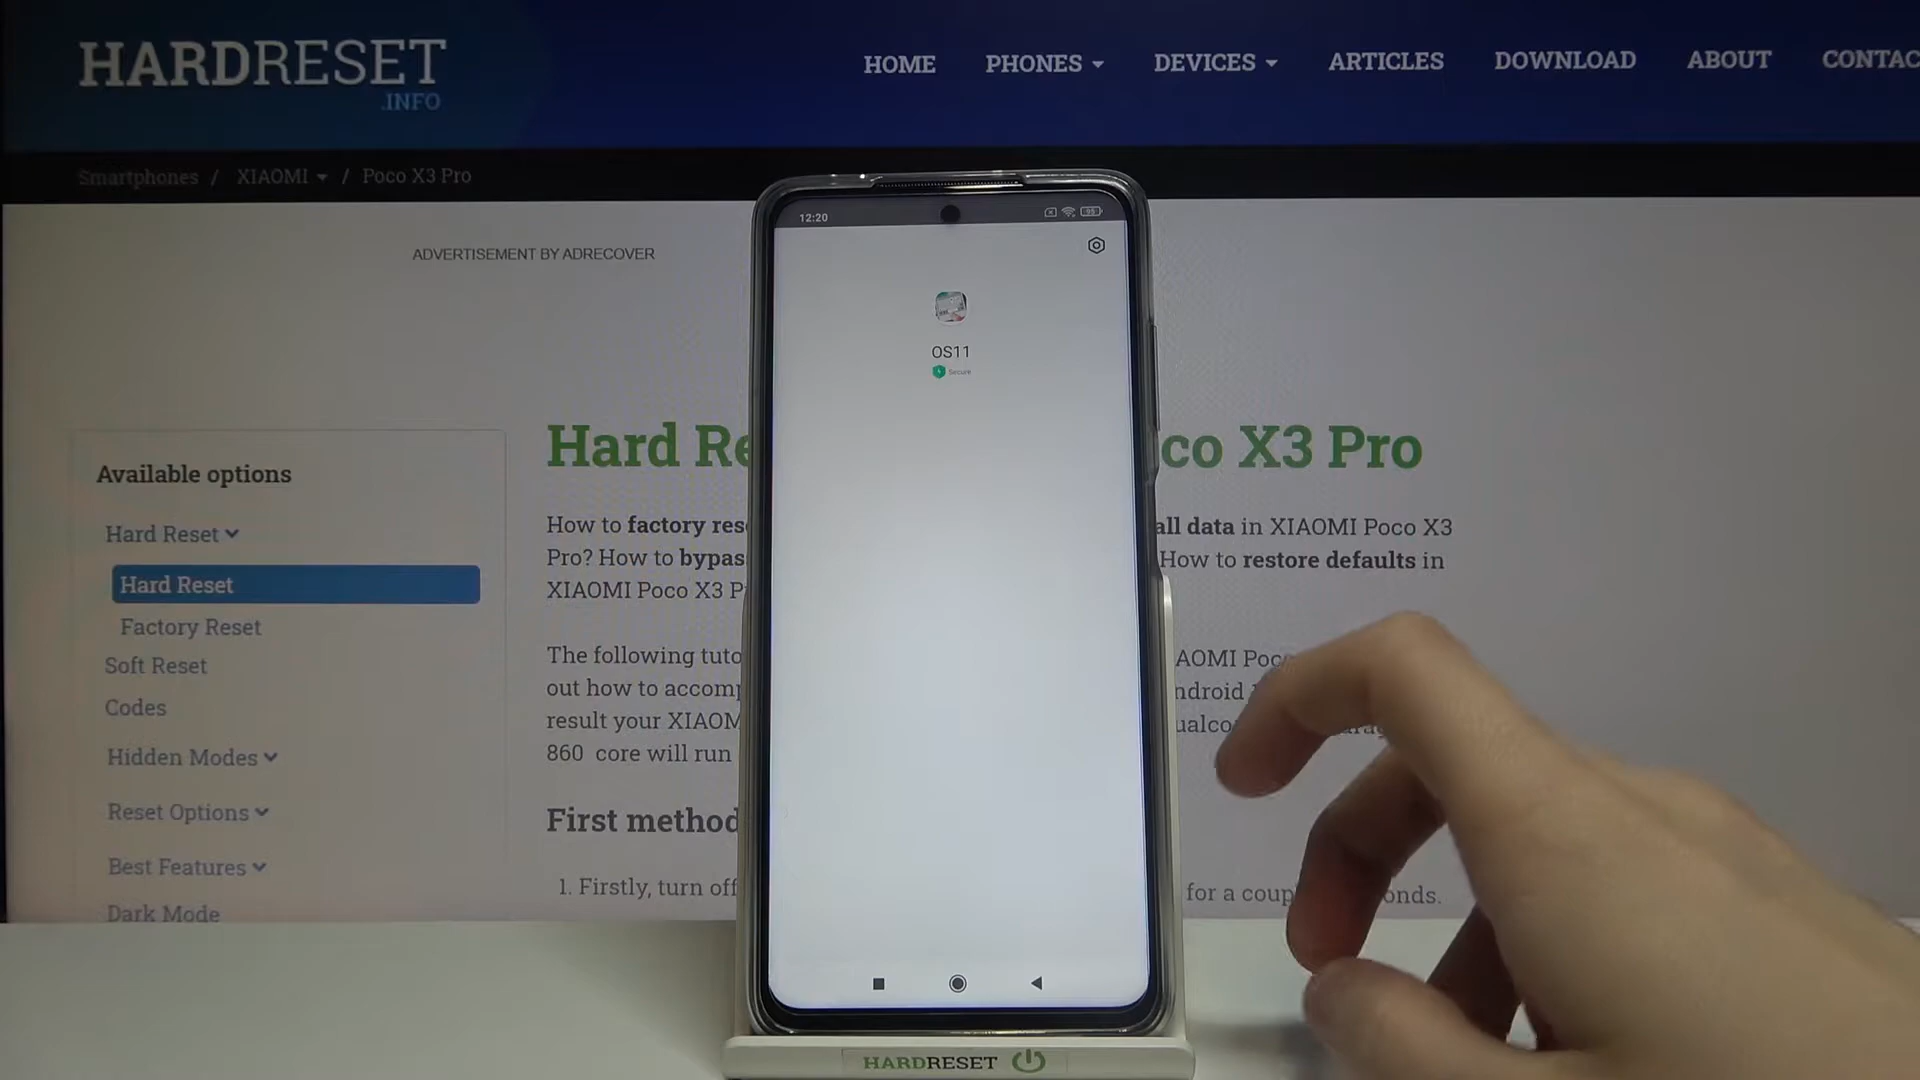 HARDRESET
.INFO
HOME PHONES DEVICES ARTICLES DOWNLOAD ABOUT CONTAC
Smartphones / XIAOMI / Poco X3 Pro
ADVERTISEMENT BY ADRECOVER
Available options
Hard Reset
Hard Reset
Factory Reset
Soft Reset
Codes
Hidden Modes
Reset Options
Best Features
Dark Mode
Hard Re co X3 Pro
How to factory res all data in XIAOMI Poco X3
Pro? How to bypas How to restore defaults in
XIAOMI Poco X3 P
The following tuto AOMI Poc
out how to accomp ndroid
result your XIAOM ualco
860 core will run
First method
1. Firstly, turn off for a coup onds.
12:20
95
OS11
Secure
HARDRESET